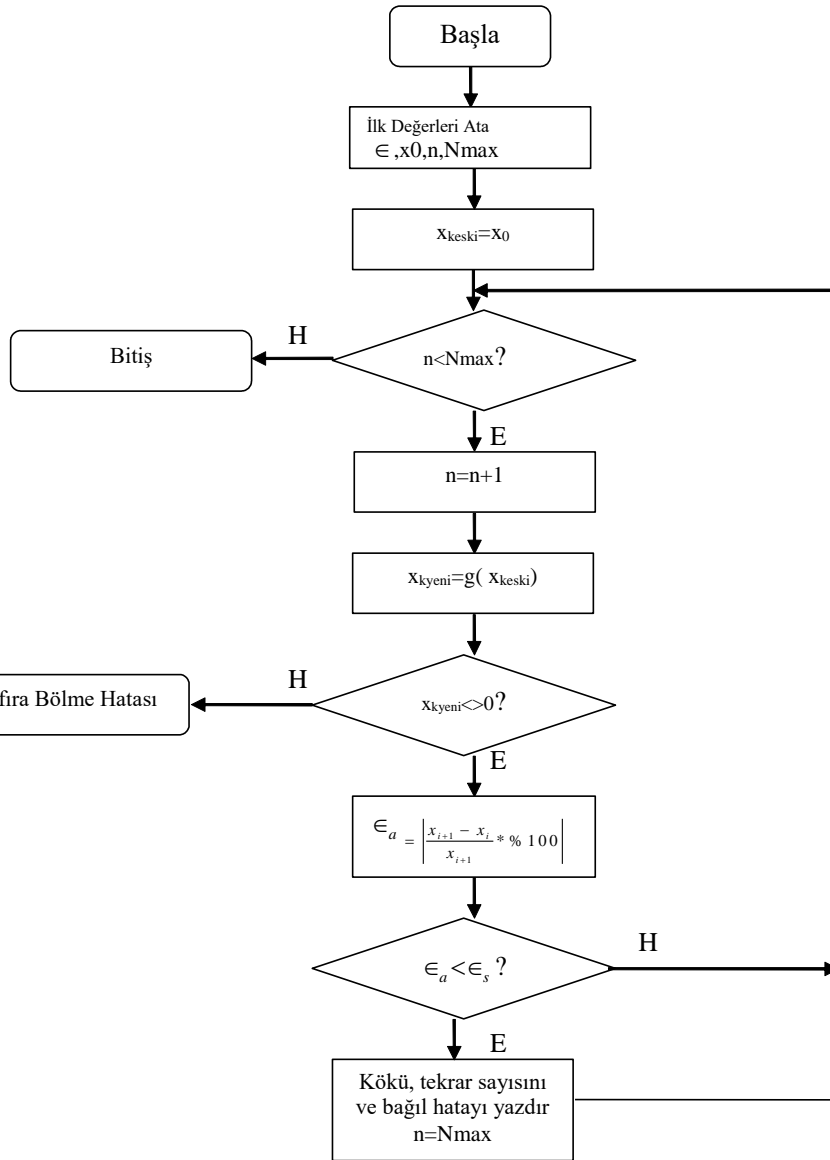 Başla
İlk Değerleri Ata
∈,x0,n,Nmax
xkeski=x0
H
Bitiş
n<Nmax?
E
n=n+1
xkyeni=g( xkeski)
H
Bölme Hatası
xkyeni<>0?
E
∈a = |(xi+1 − xi)/xi+1 * % 100|
∈a<∈s ?
H
E
Kökü, tekrar sayısını
ve bağıl hatayı yazdır
n=Nmax